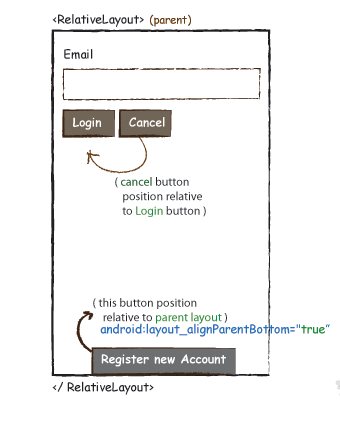 <RelativeLayout> (parent)
Email
Login Cancel
( cancel button
position relative
to Login button )
( this button position
relative to parent layout )
android:layout_alignParentBottom="true"
Register new Account
</ RelativeLayout>